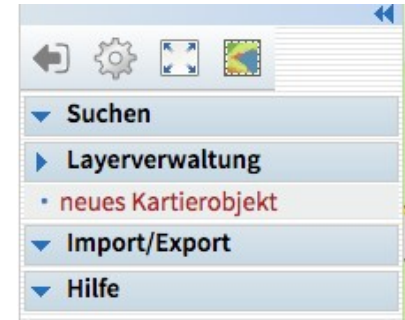 Suchen
Layerverwaltung
neues Kartierobjekt
Import/Export
Hilfe